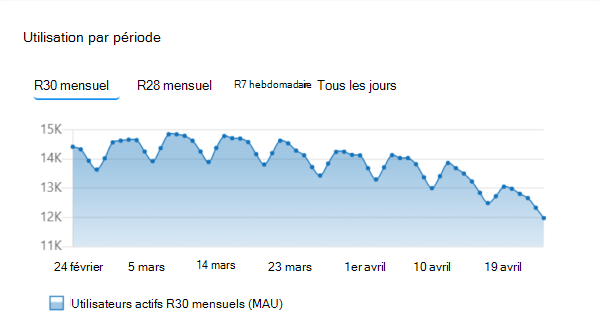 Utilisation par période
R30 mensuel R28 mensuel R7 hebdomadaire Tous les jours
15K
14K
13K
12K
11K
24 février 5 mars 14 mars 23 mars 1er avril 10 avril 19 avril
Utilisateurs actifs R30 mensuels (MAU)